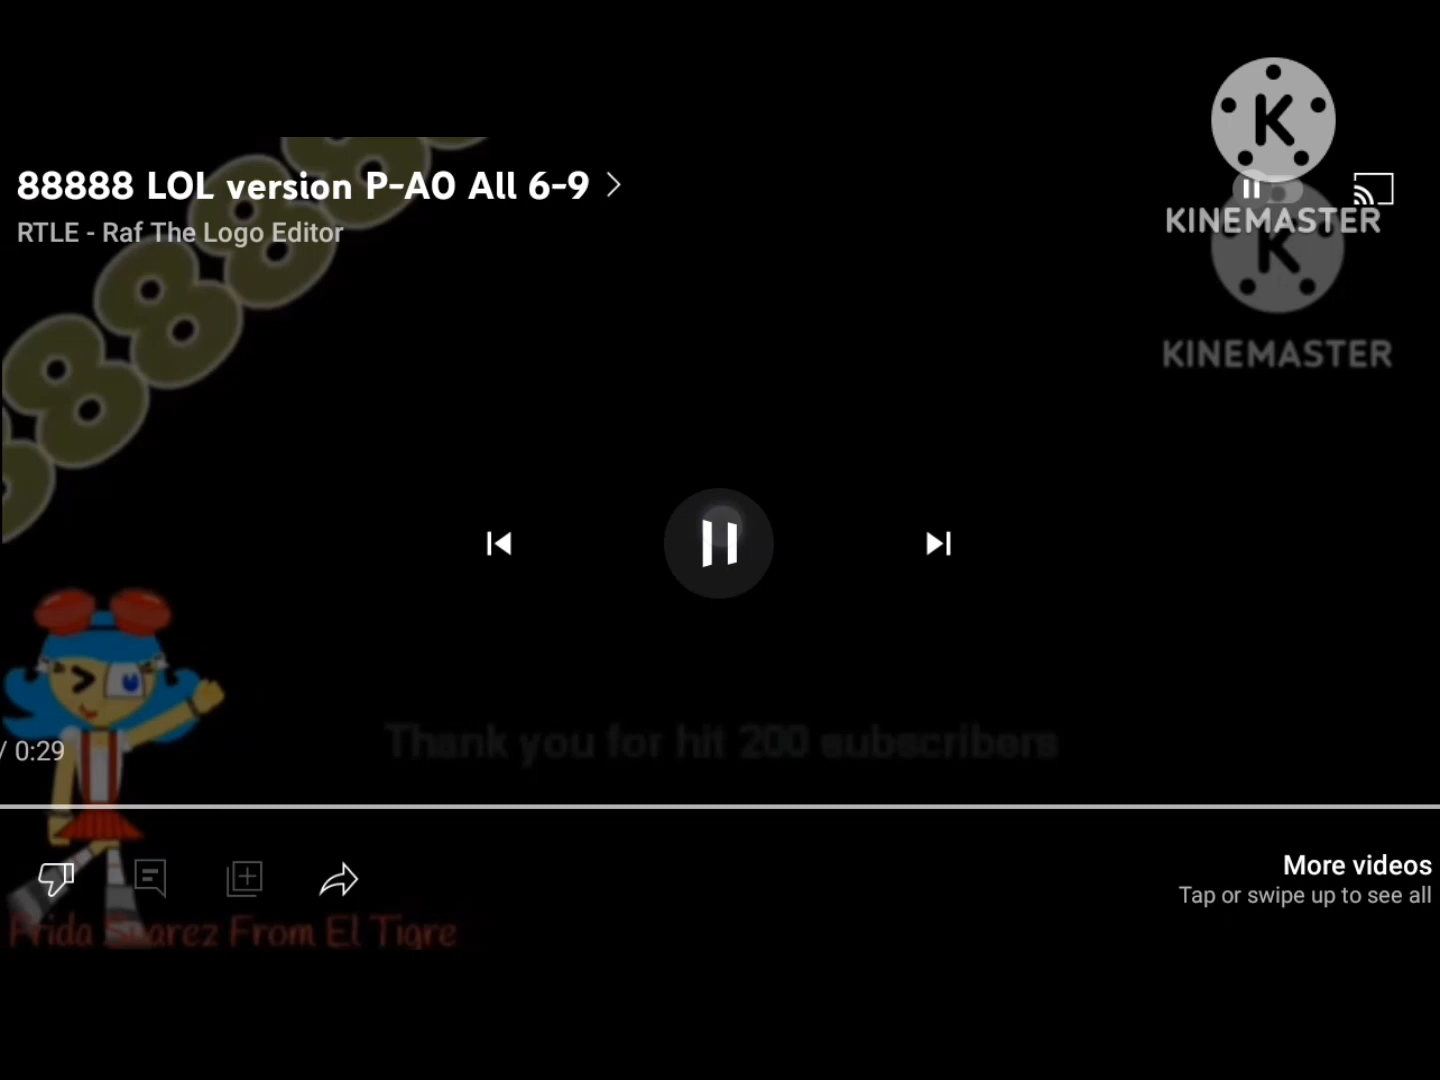 88888 LOL version P-AO All 6-9
RTLE - Raf The Logo Editor
K
KINEMASTER
K
KINEMASTER
8888888
Thank you for hit 200 subscribers
/ 0:29
More videos
Tap or swipe up to see all
Frida Suarez From El Tigre